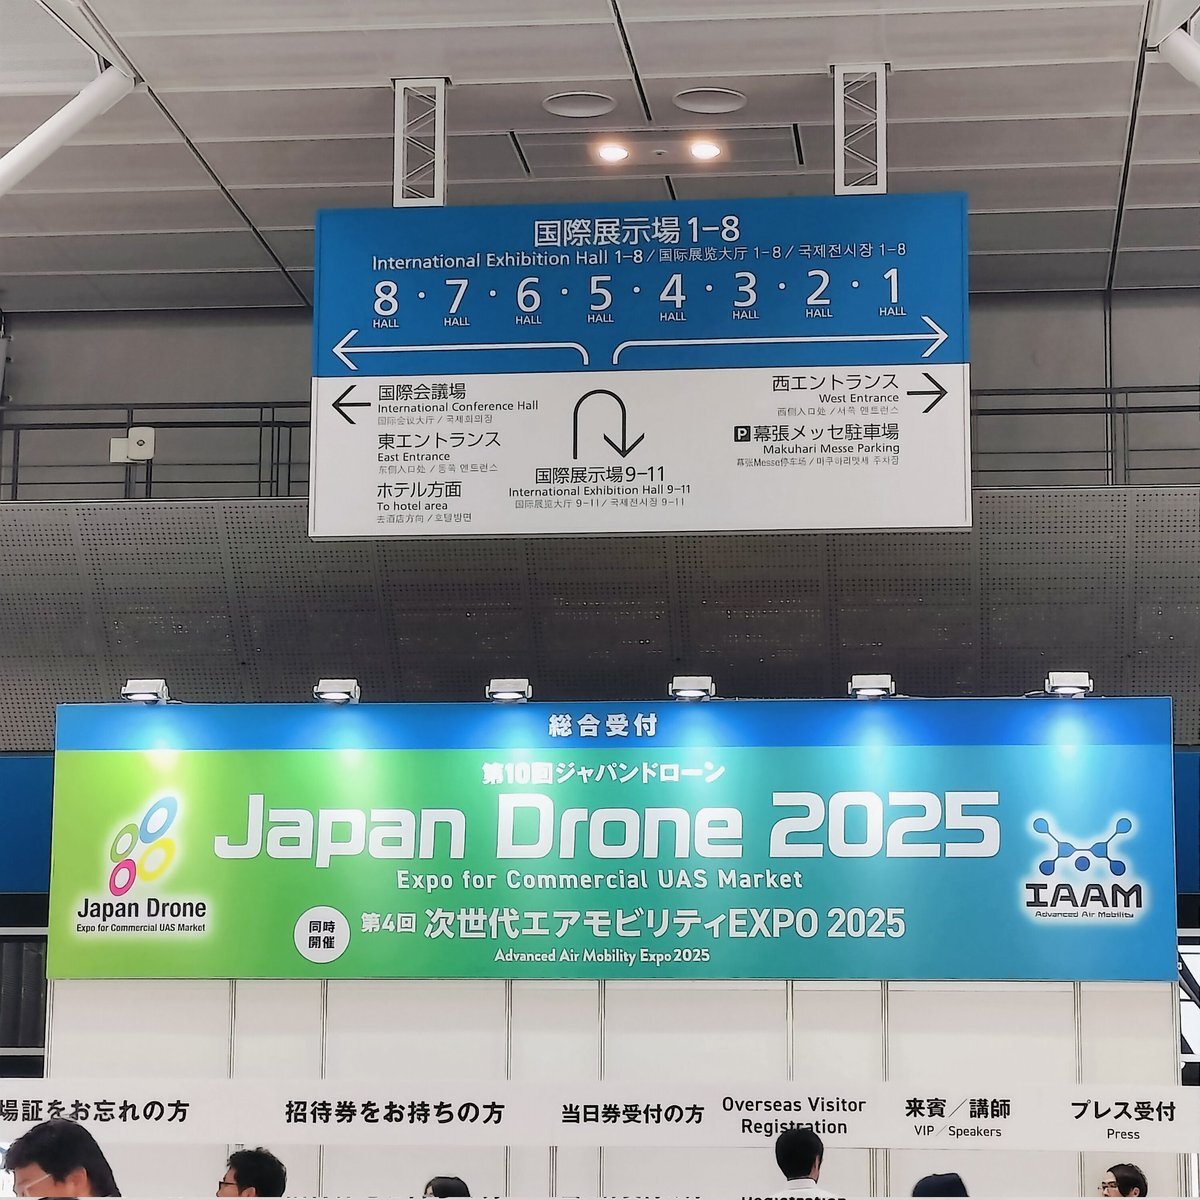 国際展示場 1-8
International Exhibition Hall 1-8 / 国际展览大厅 1-8 / 국제전시장 1-8
8 · 7 · 6 · 5 · 4 · 3 · 2 · 1
HALL HALL HALL HALL HALL HALL HALL HALL
国際会議場
International Conference Hall
国际会议大厅 / 국제회의장
東エントランス
East Entrance
东侧入口处 / 동쪽 엔트런스
ホテル方面
To hotel area
去酒店方向 / 호텔방면
国際展示場9-11
International Exhibition Hall 9-11
国际展览大厅 9-11 / 국제전시장 9-11
西エントランス
West Entrance
西侧入口处 / 서쪽 엔트런스
P 幕張メッセ駐車場
Makuhari Messe Parking
幕张Messe停车场 / 마쿠하리멧세 주차장
総合受付
第10回ジャパンドローン
Japan Drone 2025
Expo for Commercial UAS Market
同時
開催
第4回 次世代エアモビリティEXPO 2025
Advanced Air Mobility Expo 2025
Japan Drone
Expo for Commercial UAS Market
IAAM
Advanced Air Mobility
場証をお忘れの方
招待券をお持ちの方
当日券受付の方
Overseas Visitor
Registration
来賓／講師
VIP／Speakers
プレス受付
Press